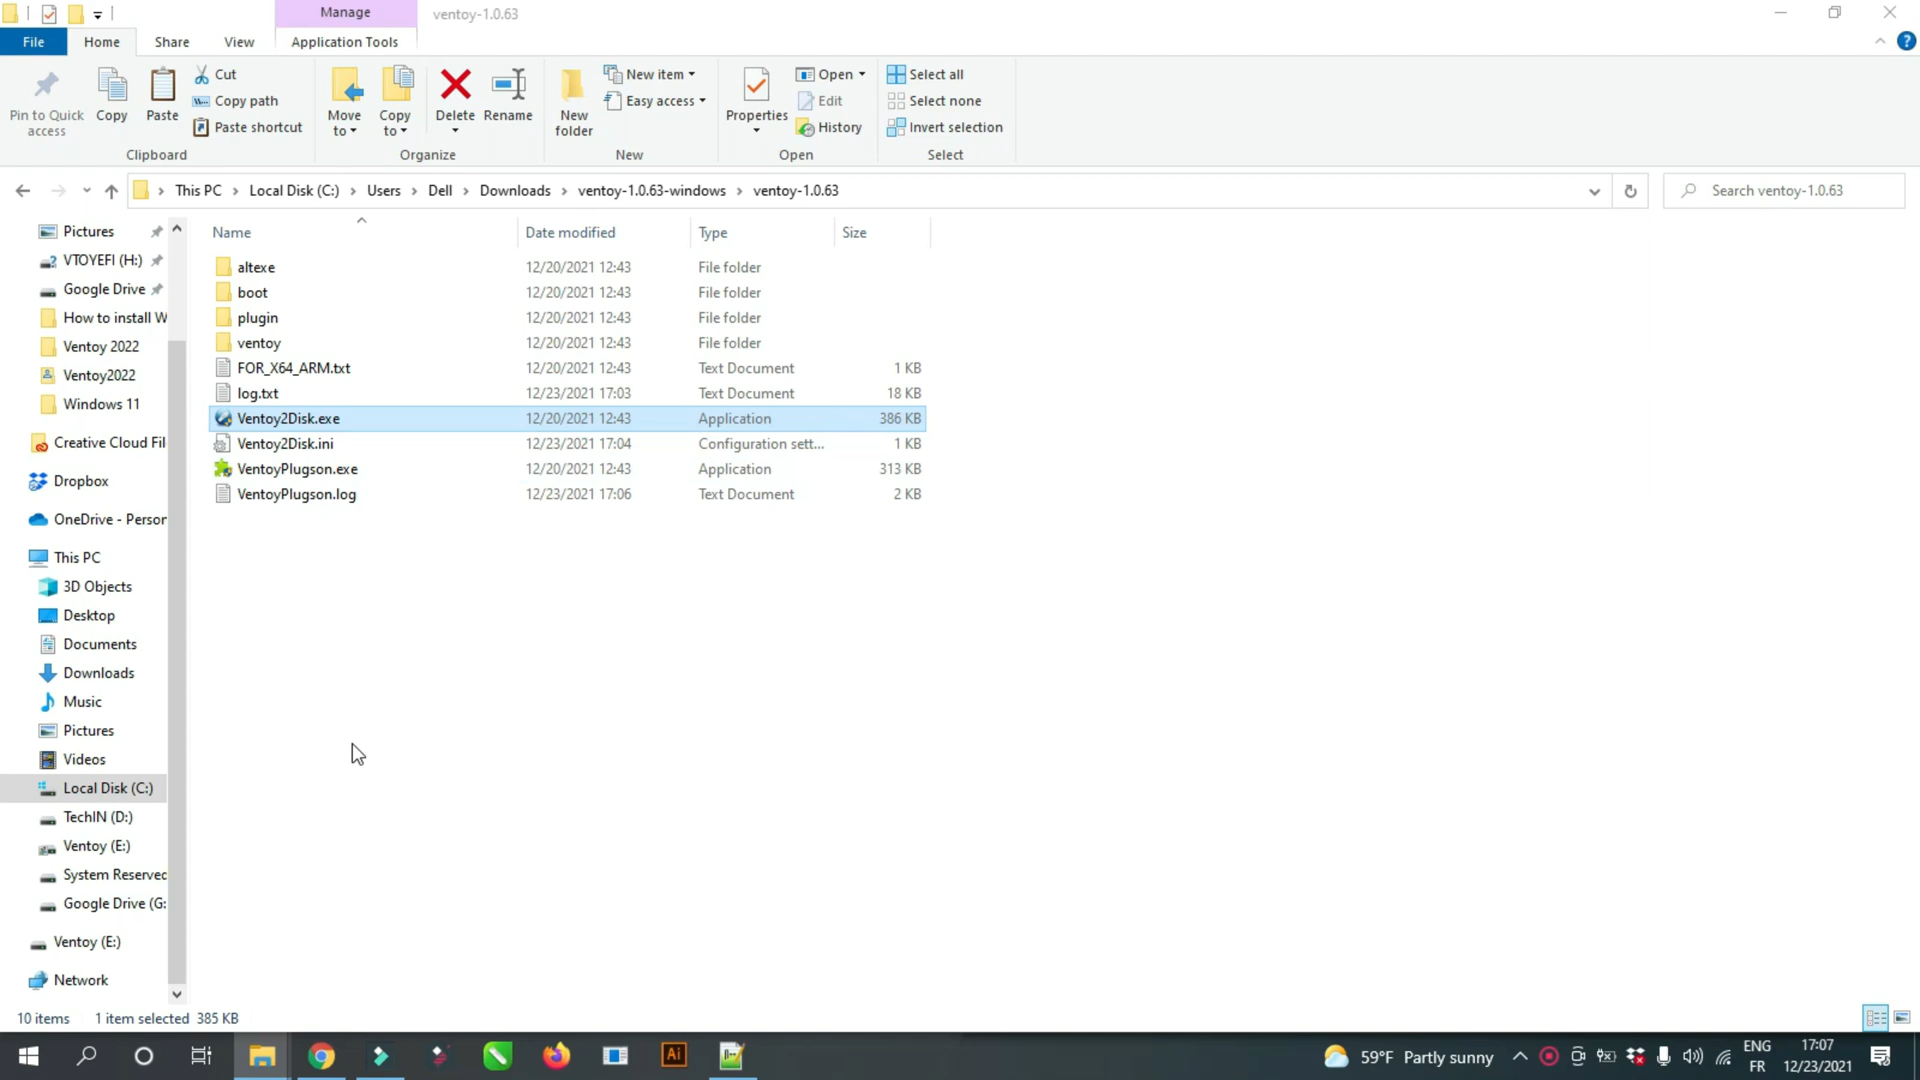 Manage
ventoy-1.0.63
File
Home
Share
View
Application Tools
Pin to Quick access
Copy
Paste
Cut
Copy path
Paste shortcut
Clipboard
Move to
Copy to
Delete
Rename
Organize
New folder
New item
Easy access
New
Properties
Open
Edit
History
Open
Select all
Select none
Invert selection
Select
This PC
Local Disk (C:)
Users
Dell
Downloads
ventoy-1.0.63-windows
ventoy-1.0.63
Search ventoy-1.0.63
Pictures
VTOYEFI (H:)
Google Drive
How to install W
Ventoy 2022
Ventoy2022
Windows 11
Creative Cloud Fil
Dropbox
OneDrive - Person
This PC
3D Objects
Desktop
Documents
Downloads
Music
Pictures
Videos
Local Disk (C:)
TechIN (D:)
Ventoy (E:)
System Reserved
Google Drive (G:
Ventoy (E:)
Network
Name Date modified Type Size
altexe 12/20/2021 12:43 File folder
boot 12/20/2021 12:43 File folder
plugin 12/20/2021 12:43 File folder
ventoy 12/20/2021 12:43 File folder
FOR_X64_ARM.txt 12/20/2021 12:43 Text Document 1 KB
log.txt 12/23/2021 17:03 Text Document 18 KB
Ventoy2Disk.exe 12/20/2021 12:43 Application 386 KB
Ventoy2Disk.ini 12/23/2021 17:04 Configuration sett... 1 KB
VentoyPlugson.exe 12/20/2021 12:43 Application 313 KB
VentoyPlugson.log 12/23/2021 17:06 Text Document 2 KB
10 items 1 item selected 385 KB
Ai
59°F Partly sunny
ENG
FR
17:07
12/23/2021